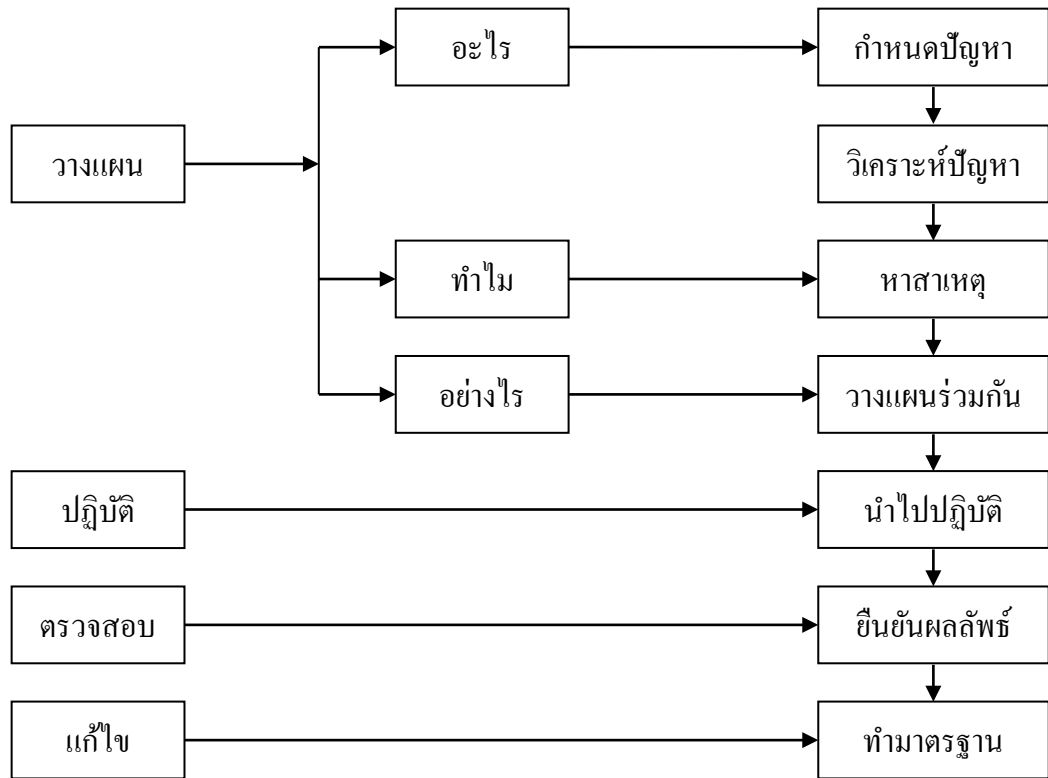 อะไร
กำหนดปัญหา
วางแผน
วิเคราะห์ปัญหา
ทำไม
หาสาเหตุ
อย่างไร
วางแผนร่วมกัน
ปฏิบัติ
นำไปปฏิบัติ
ตรวจสอบ
ยืนยันผลลัพธ์
แก้ไข
ทำมาตรฐาน